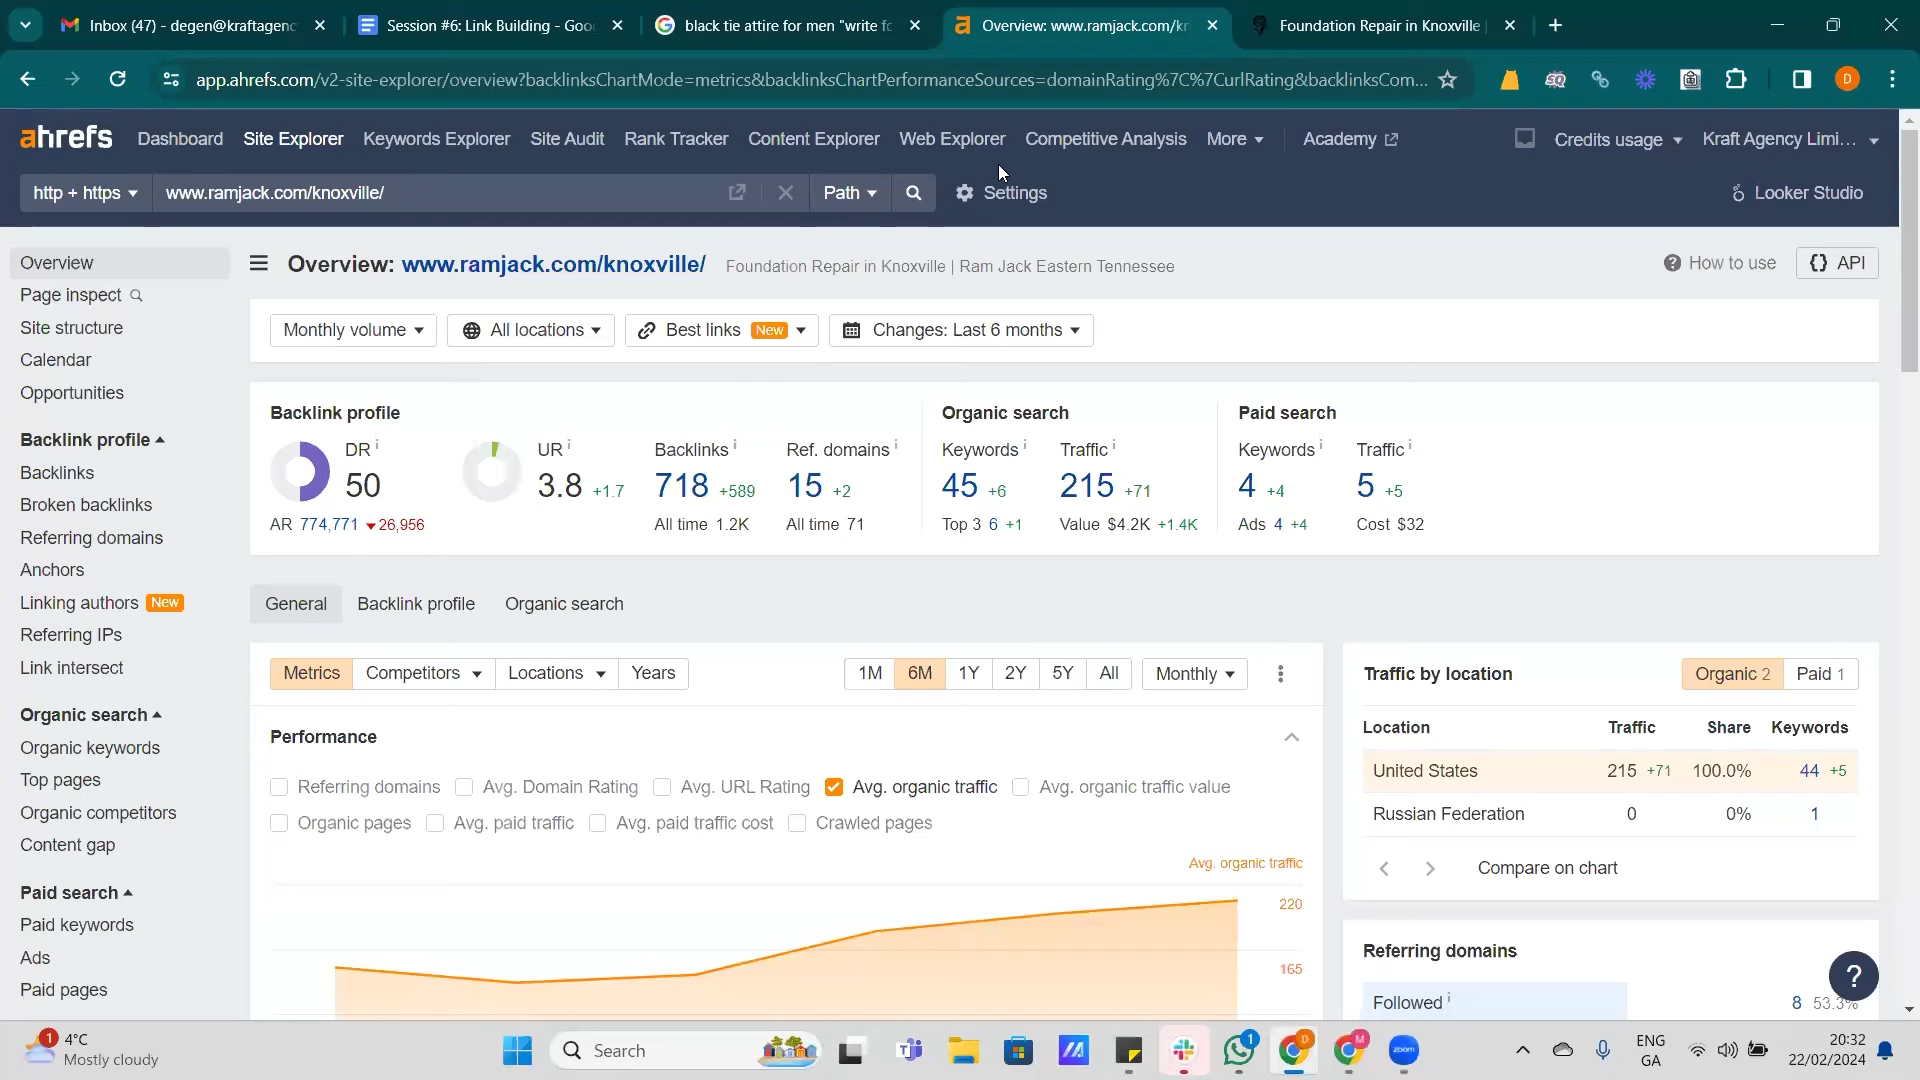 Inbox (47) - degen@kraftagenc
Session #6: Link Building - Goo
black tie attire for men "write fo
Overview: www.ramjack.com/kn
Foundation Repair in Knoxville |
app.ahrefs.com/v2-site-explorer/overview?backlinksChartMode=metrics&backlinksChartPerformanceSources=domainRating%7C%7CurlRating&backlinksCom...
D
ahrefs Dashboard Site Explorer Keywords Explorer Site Audit Rank Tracker Content Explorer Web Explorer Competitive Analysis More Academy Credits usage Kraft Agency Limi...
http + https www.ramjack.com/knoxville/ Path Settings Looker Studio
Overview
Page inspect
Site structure
Calendar
Opportunities
Backlink profile
Backlinks
Broken backlinks
Referring domains
Anchors
Linking authors New
Referring IPs
Link intersect
Organic search
Organic keywords
Top pages
Organic competitors
Content gap
Paid search
Paid keywords
Ads
Paid pages
Overview: www.ramjack.com/knoxville/ Foundation Repair in Knoxville | Ram Jack Eastern Tennessee
? How to use {} API
Monthly volume All locations Best links New Changes: Last 6 months
Backlink profile
DR i UR i Backlinks i Ref. domains i
50 3.8 +1.7 718 +589 15 +2
AR 774,771 26,956 All time 1.2K All time 71
Organic search
Keywords i Traffic i
45 +6 215 +71
Top 3 6 +1 Value $4.2K +1.4K
Paid search
Keywords i Traffic i
4 +4 5 +5
Ads 4 +4 Cost $32
General Backlink profile Organic search
Metrics Competitors Locations Years 1M 6M 1Y 2Y 5Y All Monthly
Performance
Referring domains Avg. Domain Rating Avg. URL Rating Avg. organic traffic Avg. organic traffic value
Organic pages Avg. paid traffic Avg. paid traffic cost Crawled pages
Avg. organic traffic
220
165
Traffic by location Organic 2 Paid 1
Location Traffic Share Keywords
United States 215 +71 100.0% 44 +5
Russian Federation 0 0% 1
Compare on chart
Referring domains
Followed i 8 53.3%
?
1
4°C
Mostly cloudy
Search
1
D
M
zoom
ENG
GA
20:32
22/02/2024